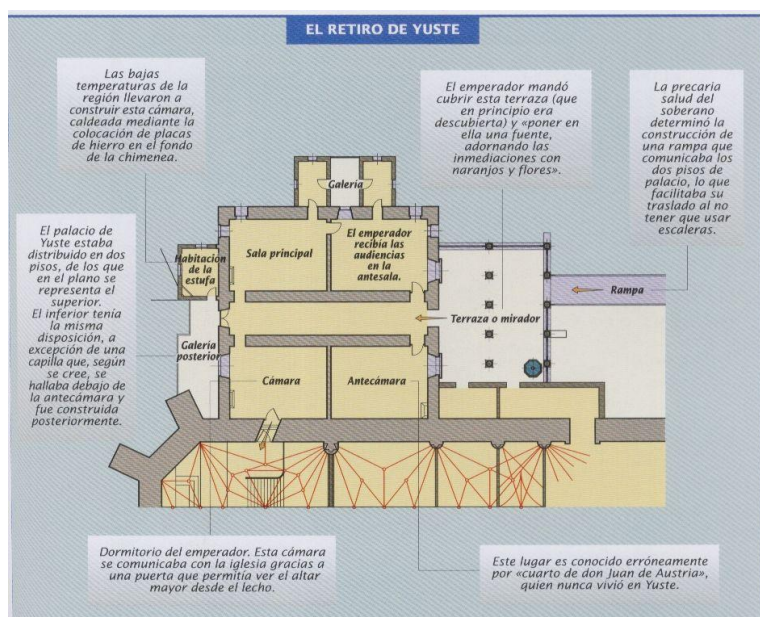 EL RETIRO DE YUSTE
Las bajas
temperaturas de la
región llevaron a
construir esta cámara,
caldeada mediante la
colocación de placas
de hierro en el fondo
de la chimenea.
El emperador mandó
cubrir esta terraza (que
en principio era
descubierta) y «poner en
ella una fuente,
adornando las
inmediaciones con
naranjos y flores».
La precaria
salud del
soberano
determinó la
construcción de
una rampa que
comunicaba los
dos pisos de
palacio, lo que
facilitaba su
traslado al no
tener que usar
escaleras.
El palacio de
Yuste estaba
distribuido en dos
pisos, de los que
en el plano se
representa el
superior.
El inferior tenía
la misma
disposición, a
excepción de una
capilla que, según
se cree, se
hallaba debajo de
la antecámara y
fue construida
posteriormente.
Galería
Habitación
de la
estufa
Sala principal
El emperador
recibía las
audiencias
en la
antesala.
Rampa
Terraza o mirador
Galería
posterior
Cámara
Antecámara
Dormitorio del emperador. Esta cámara
se comunicaba con la iglesia gracias a
una puerta que permitía ver el altar
mayor desde el lecho.
Este lugar es conocido erróneamente
por «cuarto de don Juan de Austria»,
quien nunca vivió en Yuste.